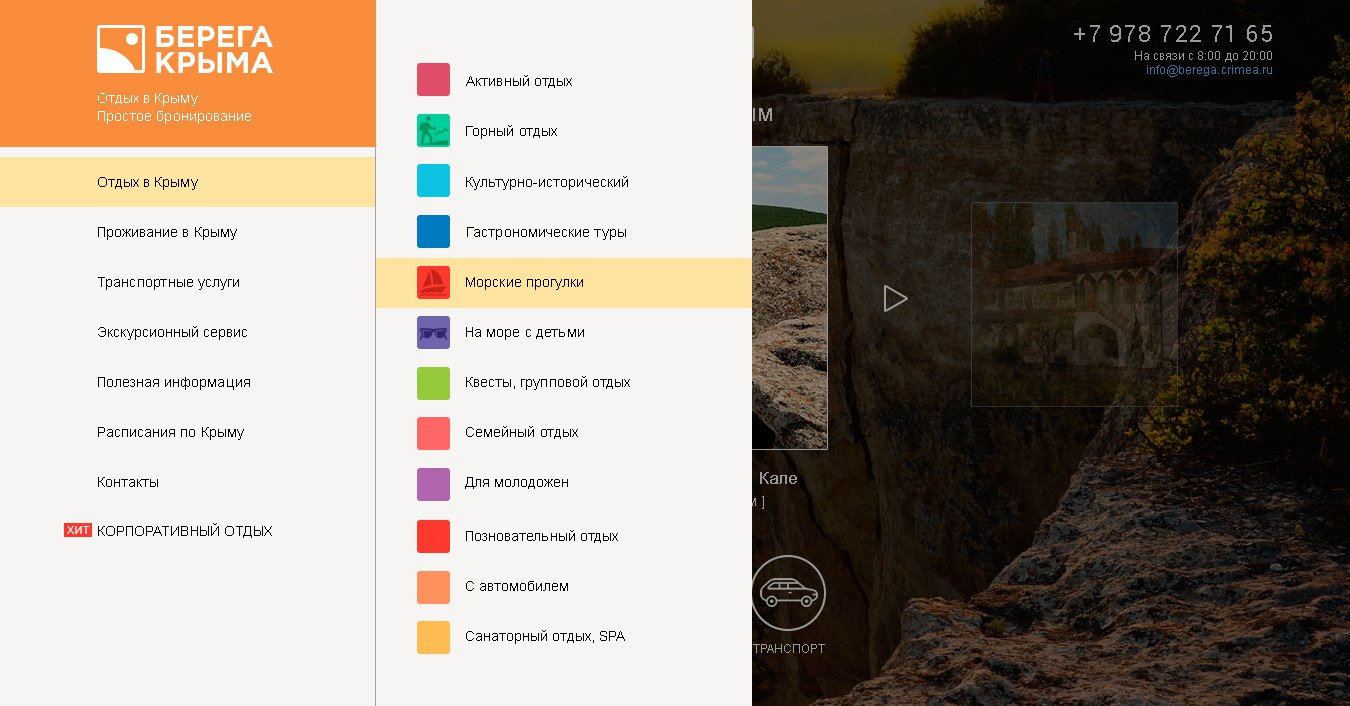 БЕРЕГА
КРЫМА
Отдых в Крыму.
Простое бронирование
Отдых в Крыму
Проживание в Крыму
Транспортные услуги
Экскурсионный сервис
Полезная информация
Расписания по Крыму
Контакты
ХИТ КОРПОРАТИВНЫЙ ОТДЫХ
Активный отдых
Горный отдых
Культурно-исторический
Гастрономические туры
Морские прогулки
На море с детьми
Квесты, групповой отдых
Семейный отдых
Для молодожен
Позновательный отдых
С автомобилем
Санаторный отдых, SPA
+7 978 722 71 65
На связи с 8:00 до 20:00
info@berega.crimea.ru
Кале
ТРАНСПОРТ